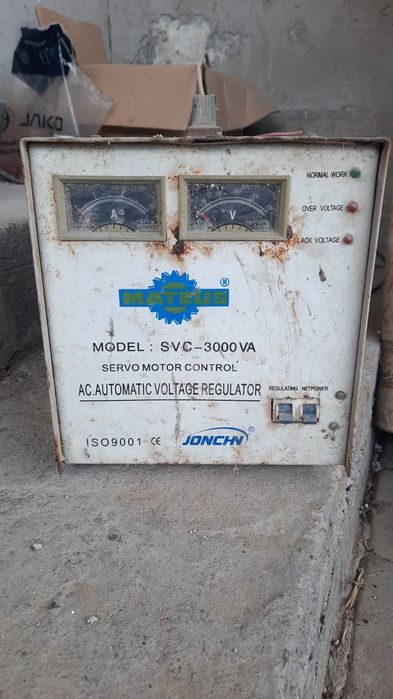 JAKO
NORMAL WORK
A
V
OVER VOLTAGE
LACK VOLTAGE
MATEUS ®
MODEL : SVC-3000VA
SERVO MOTOR CONTROL
AC.AUTOMATIC VOLTAGE REGULATOR
REGULATING NETPOWER
ISO9001 CE
JONCHN ®